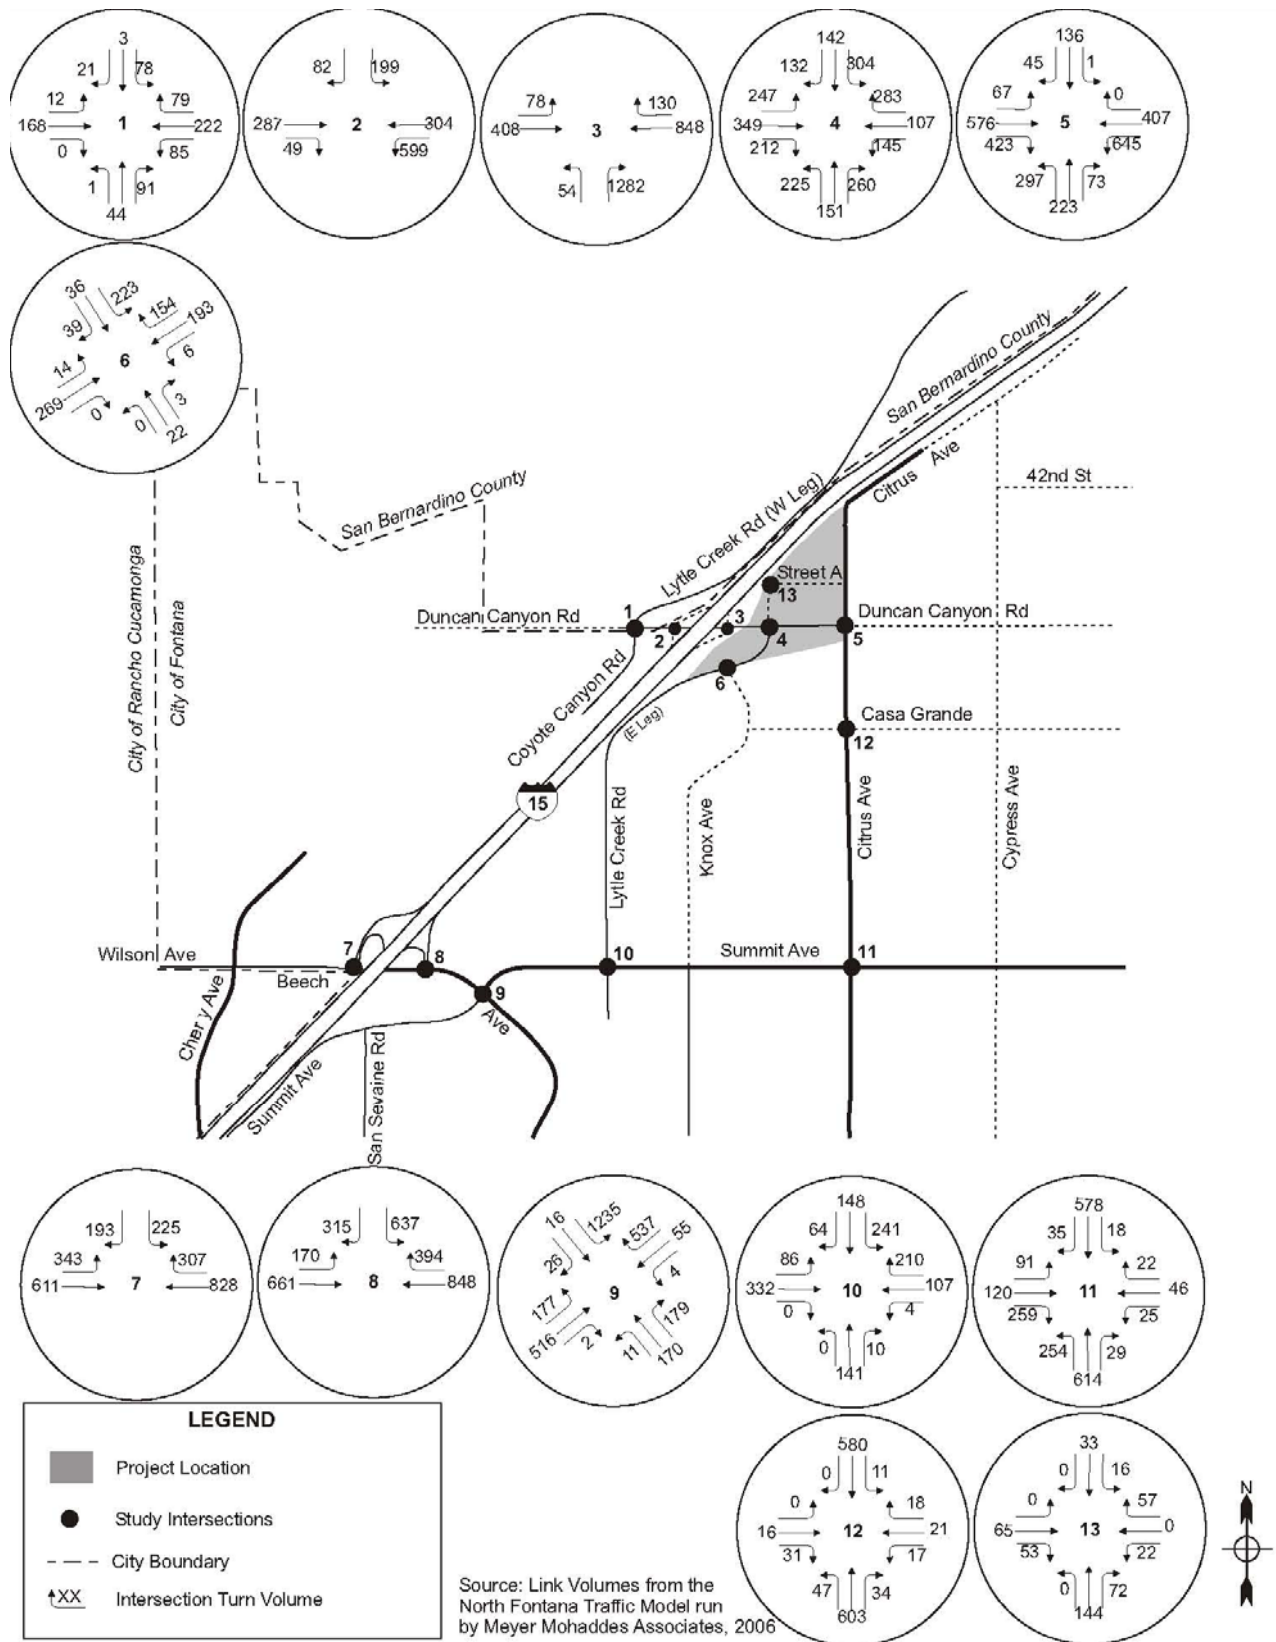 3
21 78
12 79
168 1 222
0 85
1 91
44
82 199
287 2 304
49 599
78 130
408 3 848
54 1282
142
132 304
247 283
349 4 107
212 145
225 260
151
136
45 1
67 0
576 5 407
423 645
297 73
223
36 223 154 193
39 6 6
14 3
269 0 0 22
San Bernardino County
Citrus Ave
42nd St
San Bernardino County
Lytle Creek Rd (W Leg)
City of Rancho Cucamonga
City of Fontana
Street A
13
Duncan Canyon Rd
1
2
3
4
5
Duncan Canyon Rd
6
Coyote Canyon Rd
(E Leg)
Casa Grande
12
15
Lytle Creek Rd
Knox Ave
Citrus Ave
Cypress Ave
Wilson Ave
7
8
10
Summit Ave
11
Beech
9
Ave
Cher y Ave
Summit Ave
San Sevaine Rd
193 225
343 307
611 7 828
315 637
170 394
661 8 848
16 1235 537 55
26 4
177 9 179
516 2 11 170
148
64 241
86 210
332 10 107
0 4
0 10
141
578
35 18
91 22
120 11 46
259 25
254 29
614
LEGEND
Project Location
Study Intersections
City Boundary
XX Intersection Turn Volume
Source: Link Volumes from the
North Fontana Traffic Model run
by Meyer Mohaddes Associates, 2006
580
0 11
0 18
16 12 21
31 17
47 34
603
33
0 16
0 57
65 13 0
53 22
0 72
144
N